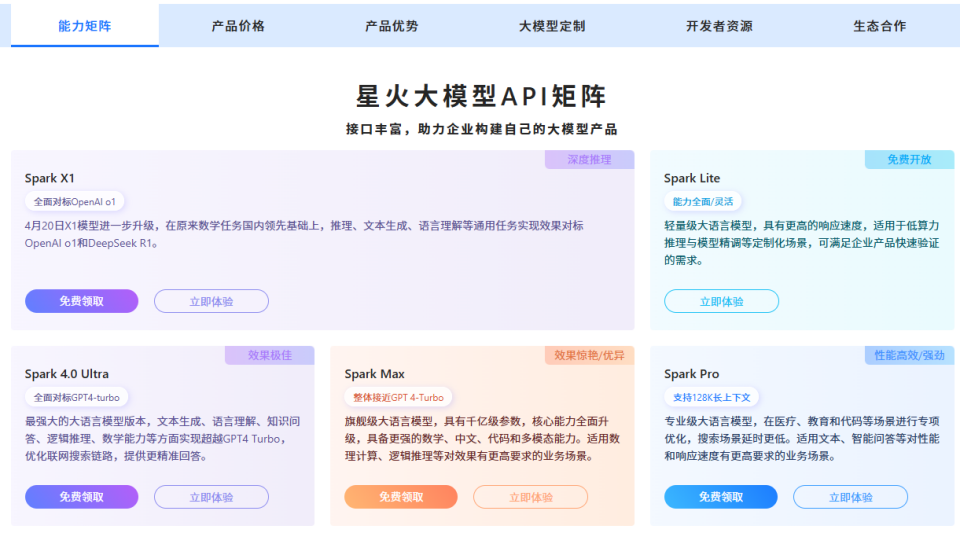 能力矩阵 产品价格 产品优势 大模型定制 开发者资源 生态合作
星火大模型API矩阵
接口丰富，助力企业构建自己的大模型产品
深度推理
Spark X1
全面对标OpenAI o1
4月20日X1模型进一步升级，在原来数学任务国内领先基础上，推理、文本生成、语言理解等通用任务实现效果对标
OpenAI o1和DeepSeek R1。
免费领取 立即体验
免费开放
Spark Lite
能力全面/灵活
轻量级大语言模型，具有更高的响应速度，适用于低算力
推理与模型精调等定制化场景，可满足企业产品快速验证
的需求。
立即体验
效果极佳
Spark 4.0 Ultra
全面对标GPT4-turbo
最强大的大语言模型版本，文本生成、语言理解、知识问
答、逻辑推理、数学能力等方面实现超越GPT4 Turbo，
优化联网搜索链路，提供更精准回答。
免费领取 立即体验
效果惊艳/优异
Spark Max
整体接近GPT 4-Turbo
旗舰级大语言模型，具有千亿级参数，核心能力全面升
级，具备更强的数学、中文、代码和多模态能力。适用数
理计算、逻辑推理等对效果有更高要求的业务场景。
免费领取 立即体验
性能高效/强劲
Spark Pro
支持128K长上下文
专业级大语言模型，在医疗、教育和代码等场景进行专项
优化，搜索场景延时更低。适用文本、智能问答等对性能
和响应速度有更高要求的业务场景。
免费领取 立即体验